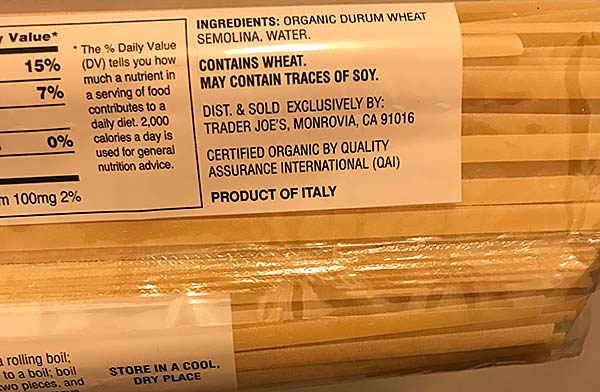 y Value*
15%
7%
0%
m 100mg 2%
* The % Daily Value
(DV) tells you how
much a nutrient in
a serving of food
contributes to a
daily diet. 2,000
calories a day is
used for general
nutrition advice.
INGREDIENTS: ORGANIC DURUM WHEAT
SEMOLINA, WATER.
CONTAINS WHEAT.
MAY CONTAIN TRACES OF SOY.
DIST. & SOLD EXCLUSIVELY BY:
TRADER JOE'S, MONROVIA, CA 91016
CERTIFIED ORGANIC BY QUALITY
ASSURANCE INTERNATIONAL (QAI)
PRODUCT OF ITALY
a rolling boil;
to a boil; boil
two pieces, and
STORE IN A COOL,
DRY PLACE